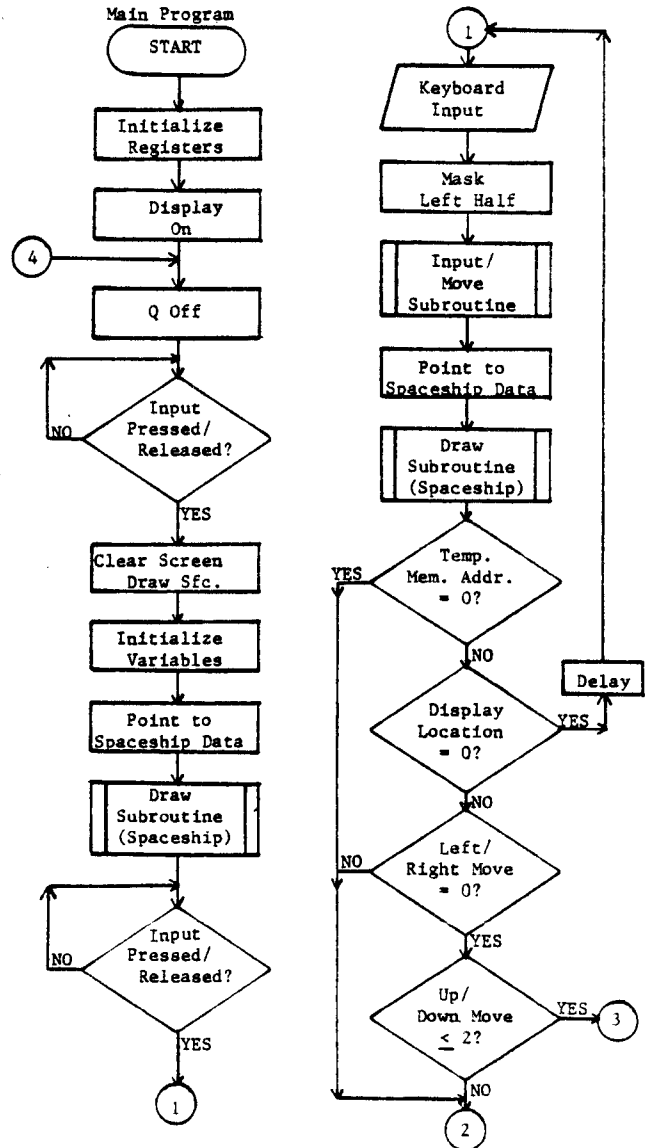 Main Program
START
Initialize
Registers
Display
On
4
Q Off
Input
Pressed/
Released?
NO
YES
Clear Screen
Draw Sfc.
Initialize
Variables
Point to
Spaceship Data
Draw
Subroutine
(Spaceship)
Input
Pressed/
Released?
NO
YES
1
1
Keyboard
Input
Mask
Left Half
Input/
Move
Subroutine
Point to
Spaceship Data
Draw
Subroutine
(Spaceship)
Temp.
Mem. Addr.
= 0?
YES
NO
Display
Location
= 0?
YES
Delay
NO
Left/
Right Move
= 0?
NO
YES
Up/
Down Move
≤ 2?
YES
3
NO
2